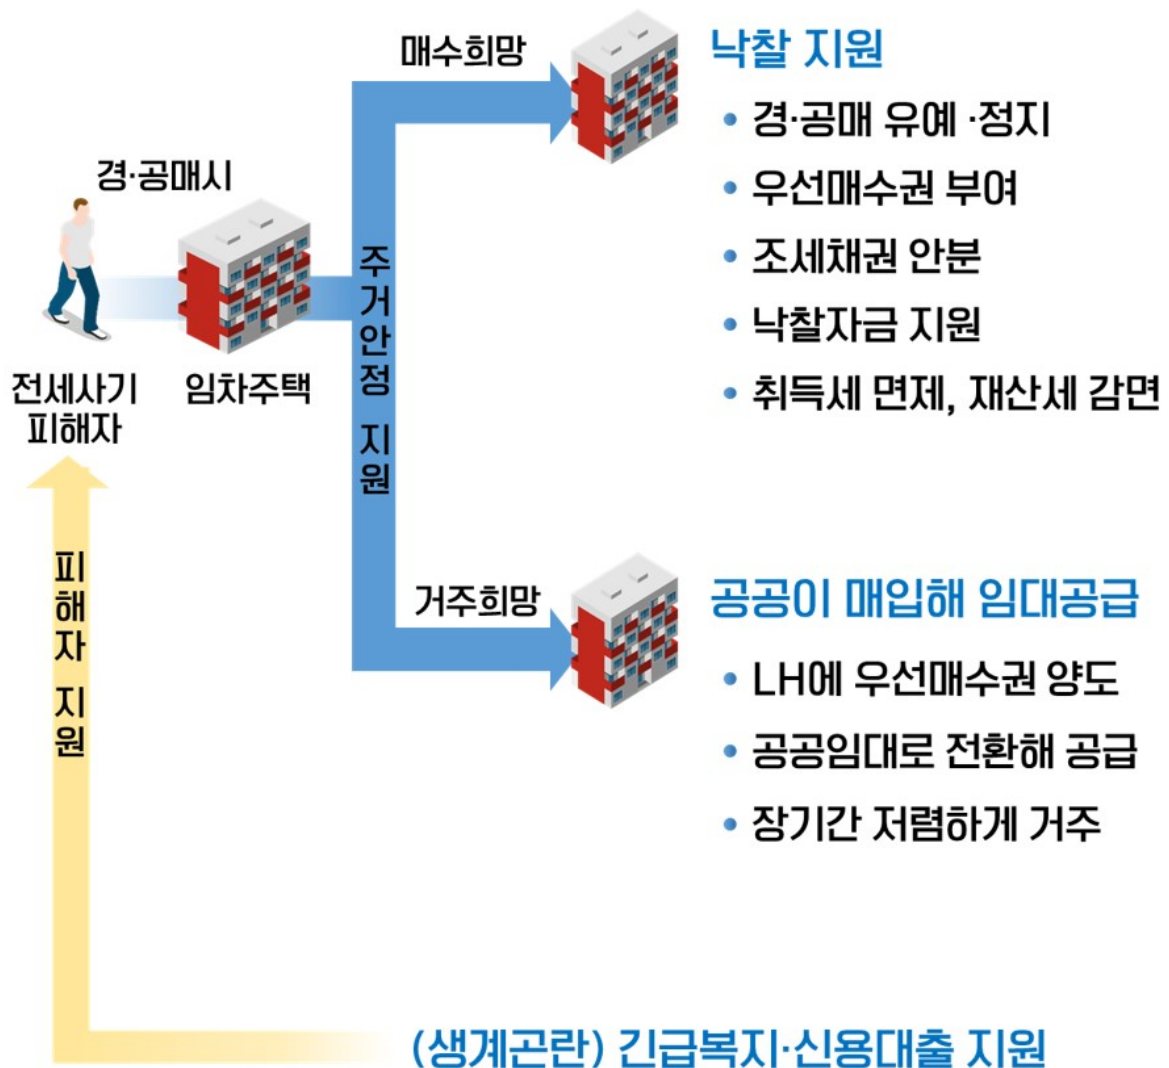 매수희망
낙찰 지원
• 경·공매 유예 ·정지
• 우선매수권 부여
• 조세채권 안분
• 낙찰자금 지원
• 취득세 면제, 재산세 감면
경·공매시
전세사기
피해자
임차주택
주거안정 지원
거주희망
공공이 매입해 임대공급
• LH에 우선매수권 양도
• 공공임대로 전환해 공급
• 장기간 저렴하게 거주
피해자 지원
(생계곤란) 긴급복지·신용대출 지원